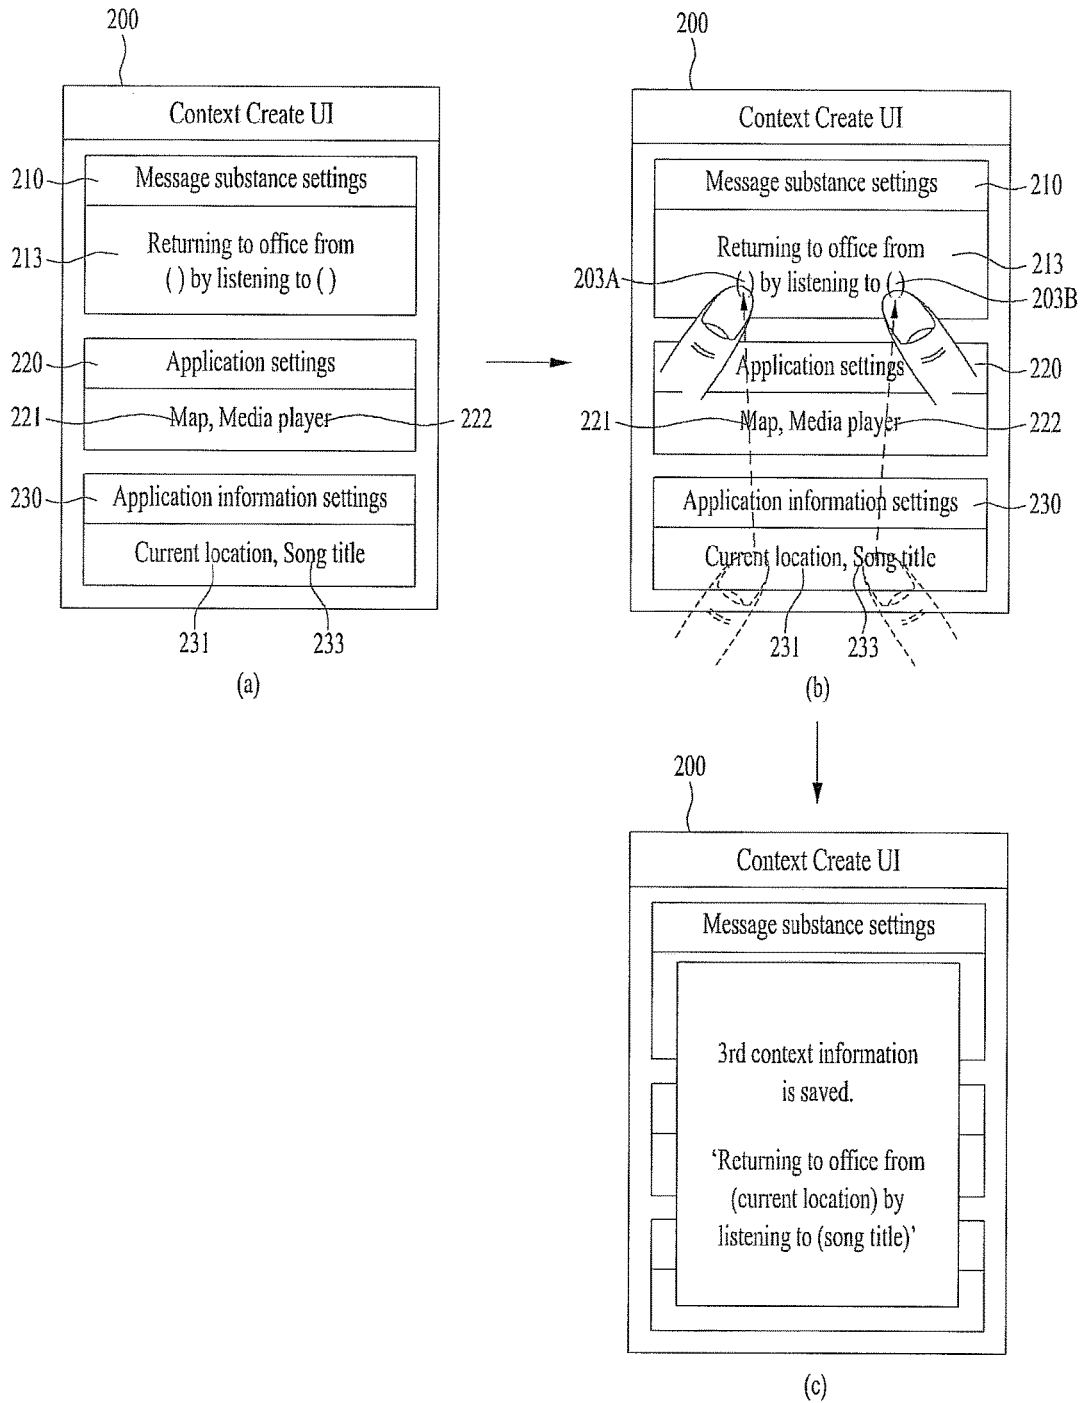 200
Context Create UI
210
Message substance settings
213
Returning to office from
( ) by listening to ( )
220
Application settings
221
Map, Media player
222
230
Application information settings
Current location, Song title
231
233
(a)
200
Context Create UI
Message substance settings
210
Returning to office from
213
203A
( ) by listening to ( )
203B
Application settings
220
221
Map, Media player
222
Application information settings
230
Current location, Song title
231
233
(b)
200
Context Create UI
Message substance settings
3rd context information
is saved.
‘Returning to office from
(current location) by
listening to (song title)’
(c)